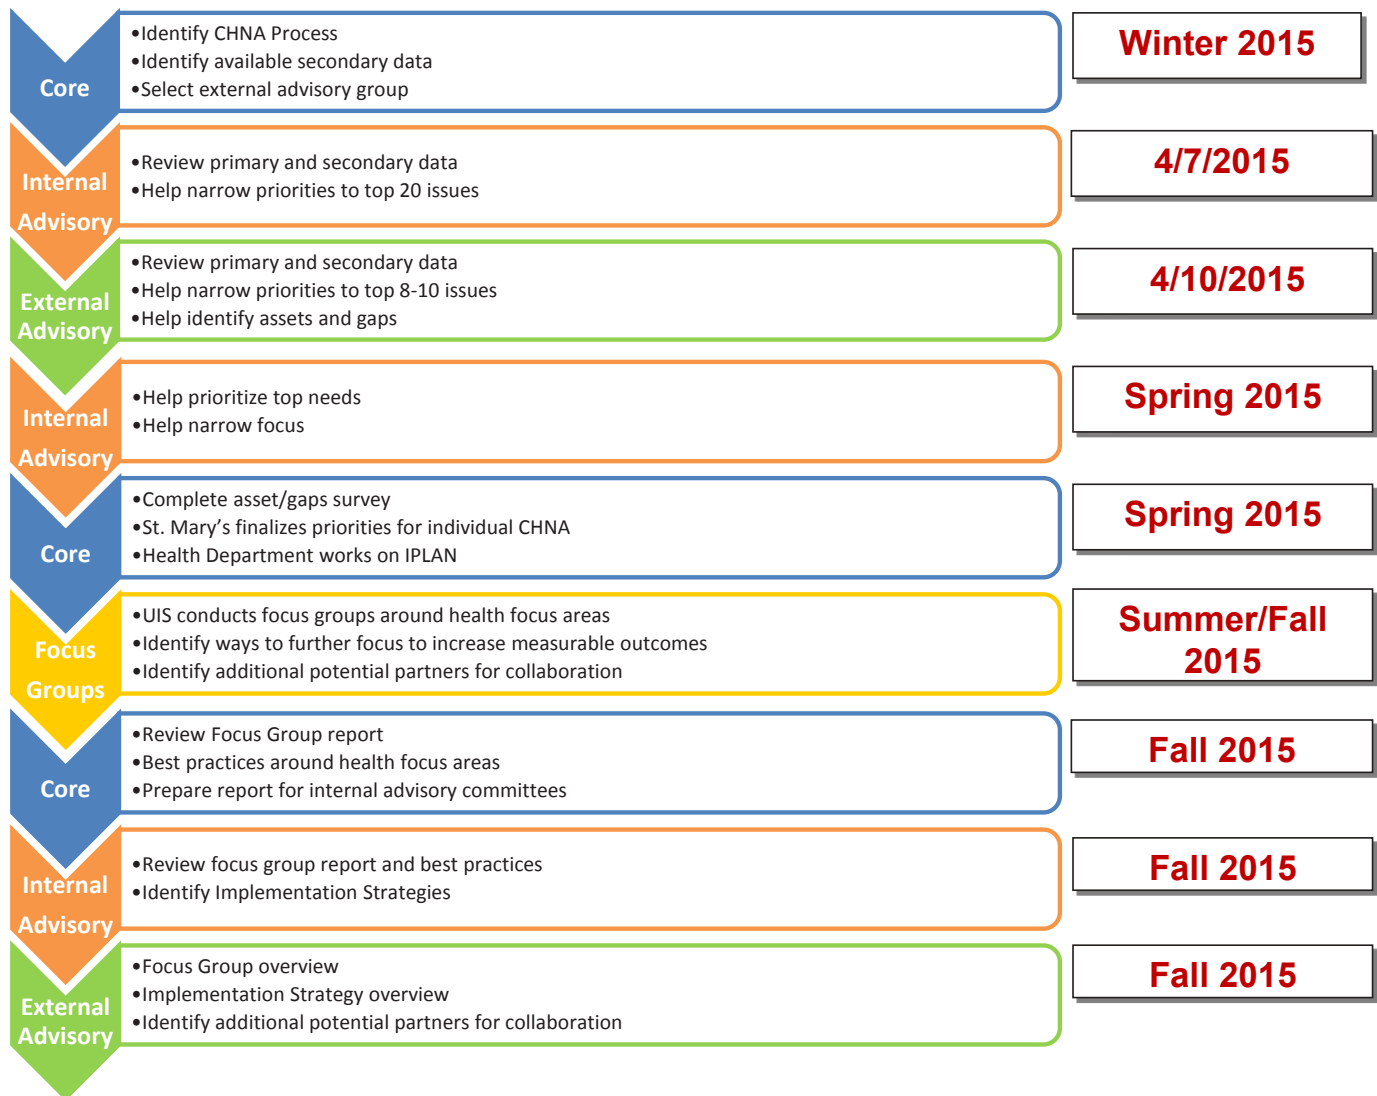 Core
•Identify CHNA Process
•Identify available secondary data
•Select external advisory group
Winter 2015
Internal
Advisory
•Review primary and secondary data
•Help narrow priorities to top 20 issues
4/7/2015
External
Advisory
•Review primary and secondary data
•Help narrow priorities to top 8-10 issues
•Help identify assets and gaps
4/10/2015
Internal
Advisory
•Help prioritize top needs
•Help narrow focus
Spring 2015
Core
•Complete asset/gaps survey
•St. Mary’s finalizes priorities for individual CHNA
•Health Department works on IPLAN
Spring 2015
Focus
Groups
•UIS conducts focus groups around health focus areas
•Identify ways to further focus to increase measurable outcomes
•Identify additional potential partners for collaboration
Summer/Fall
2015
Core
•Review Focus Group report
•Best practices around health focus areas
•Prepare report for internal advisory committees
Fall 2015
Internal
Advisory
•Review focus group report and best practices
•Identify Implementation Strategies
Fall 2015
External
Advisory
•Focus Group overview
•Implementation Strategy overview
•Identify additional potential partners for collaboration
Fall 2015